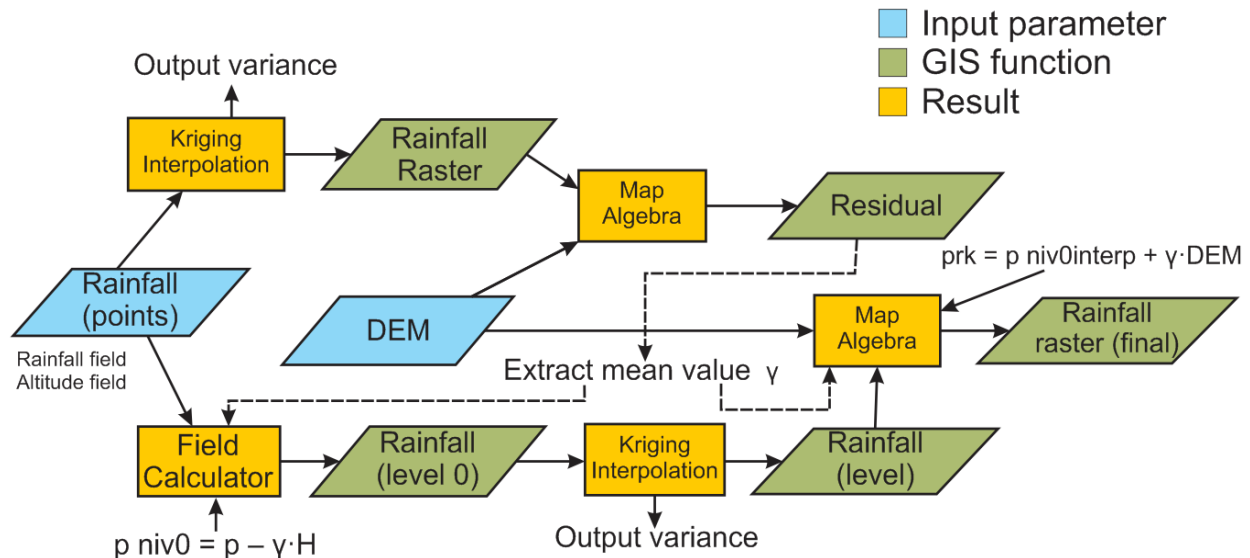 Input parameter
GIS function
Result
Output variance
Kriging
Interpolation
Rainfall
Raster
Map
Algebra
Residual
prk = p niv0interp + γ·DEM
Rainfall
(points)
Rainfall field
Altitude field
DEM
Map
Algebra
Rainfall
raster (final)
Extract mean value γ
Field
Calculator
Rainfall
(level 0)
Kriging
Interpolation
Rainfall
(level)
p niv0 = p – γ·H
Output variance